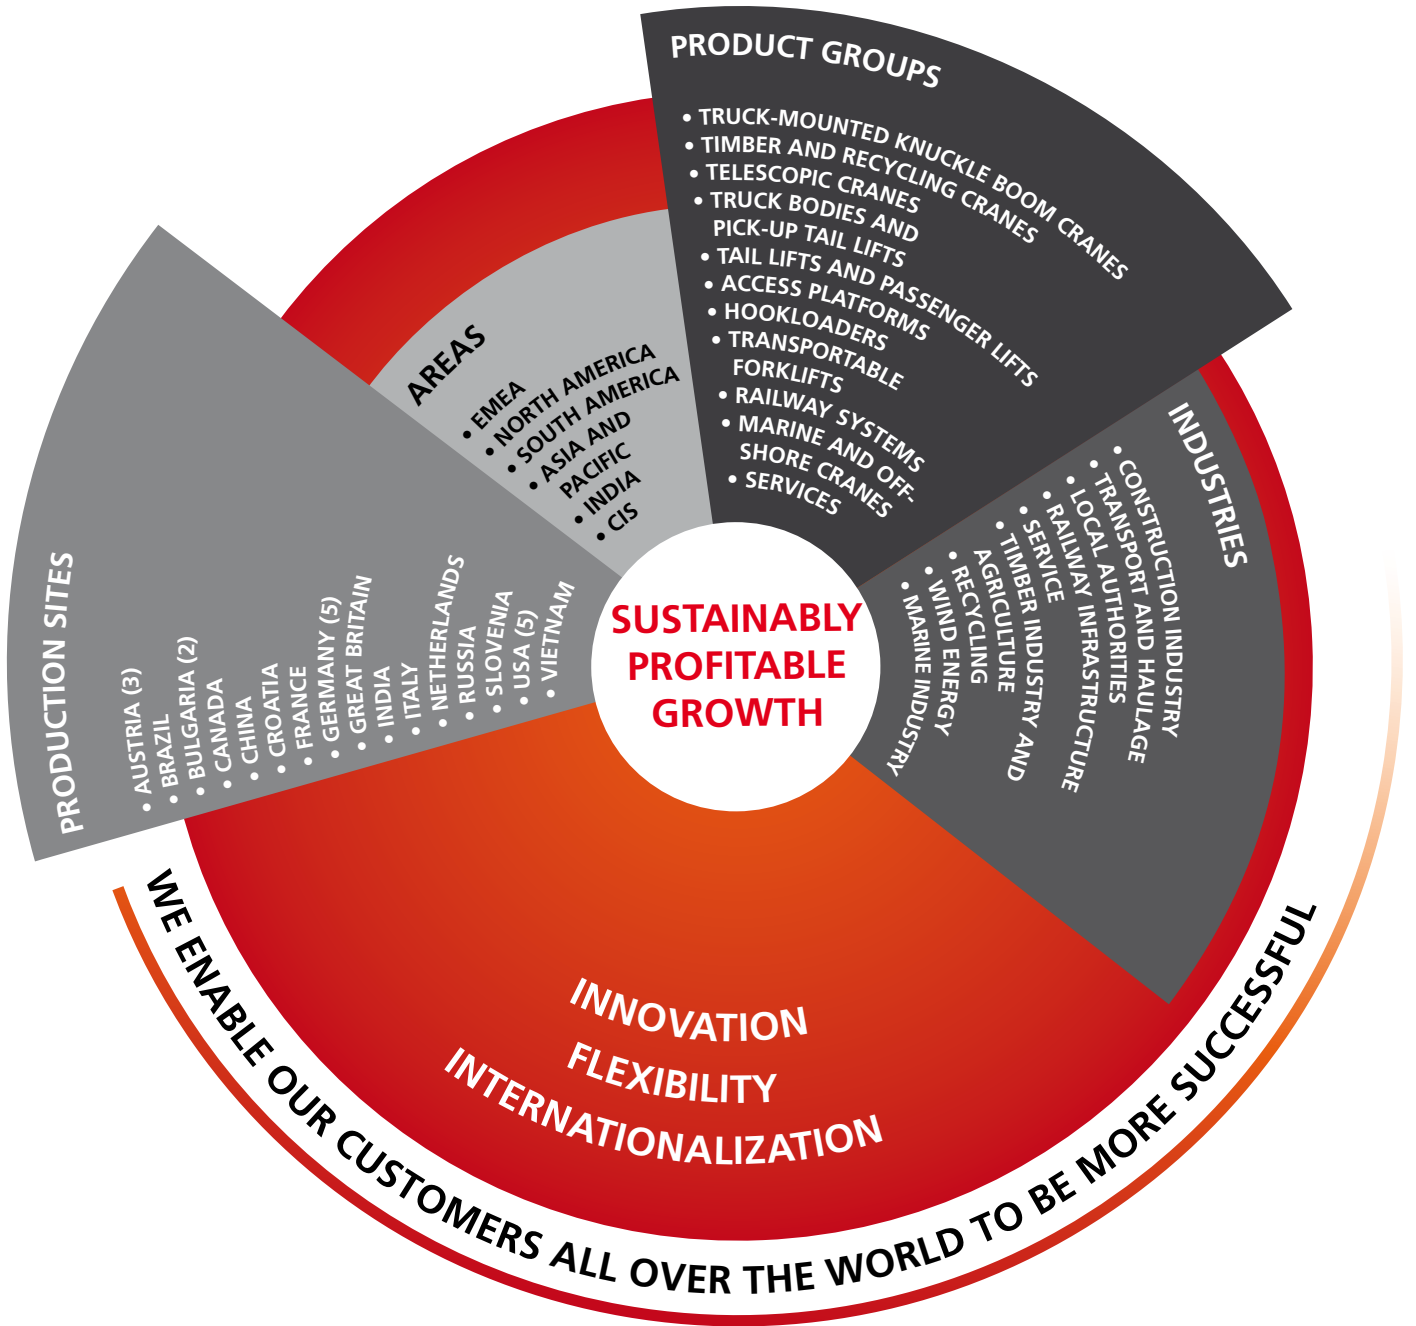 PRODUCT GROUPS
• TRUCK-MOUNTED KNUCKLE BOOM CRANES
• TIMBER AND RECYCLING CRANES
• TELESCOPIC CRANES
• TRUCK BODIES AND
PICK-UP TAIL LIFTS
• TAIL LIFTS AND PASSENGER LIFTS
• ACCESS PLATFORMS
• HOOKLOADERS
• TRANSPORTABLE
FORKLIFTS
• RAILWAY SYSTEMS
• MARINE AND OFF-
SHORE CRANES
• SERVICES
AREAS
• EMEA
• NORTH AMERICA
• SOUTH AMERICA
• ASIA AND
PACIFIC
• INDIA
• CIS
INDUSTRIES
• CONSTRUCTION INDUSTRY
• TRANSPORT AND HAULAGE
• LOCAL AUTHORITIES
• RAILWAY INFRASTRUCTURE
• SERVICE
• TIMBER INDUSTRY AND
AGRICULTURE
• RECYCLING
• WIND ENERGY
• MARINE INDUSTRY
PRODUCTION SITES
• AUSTRIA (3)
• BRAZIL
• BULGARIA (2)
• CANADA
• CHINA
• CROATIA
• FRANCE
• GERMANY (5)
• GREAT BRITAIN
• INDIA
• ITALY
• NETHERLANDS
• RUSSIA
• SLOVENIA
• USA (5)
• VIETNAM
SUSTAINABLY
PROFITABLE
GROWTH
INNOVATION
FLEXIBILITY
INTERNATIONALIZATION
WE ENABLE OUR CUSTOMERS ALL OVER THE WORLD TO BE MORE SUCCESSFUL